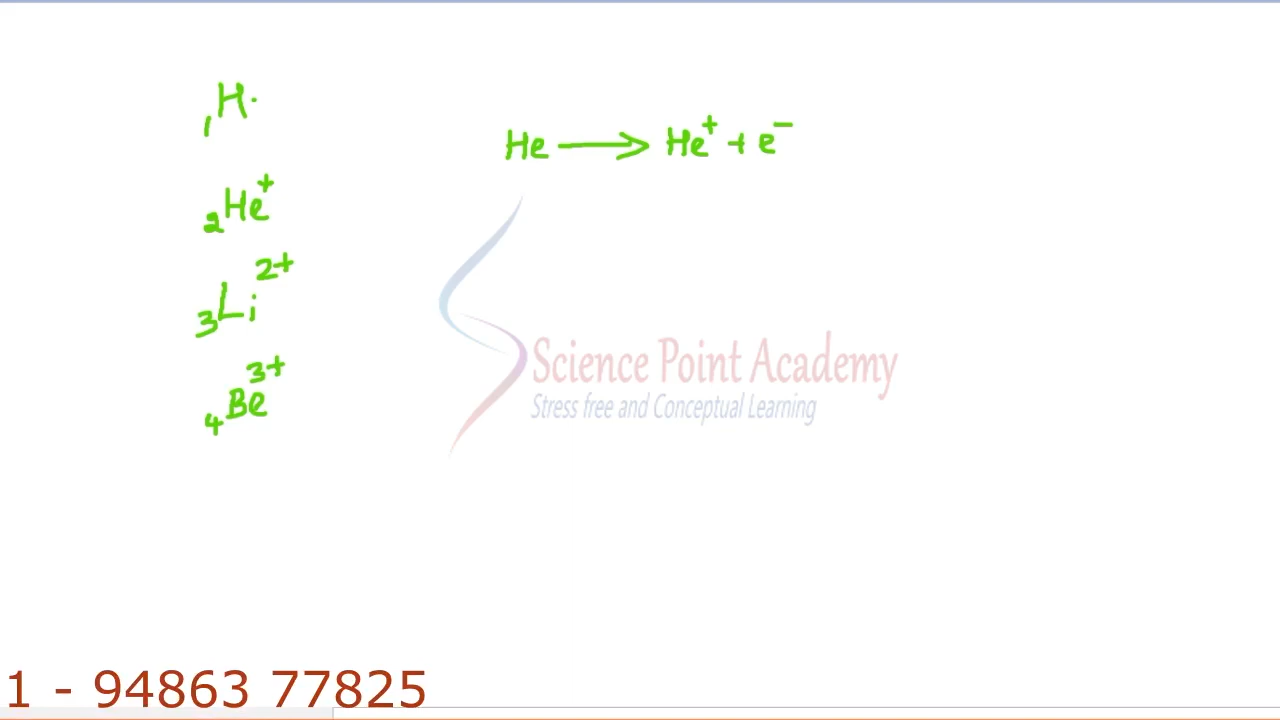 ₁H·
He ⟶ He⁺ + e⁻
₂He⁺
₃Li²⁺
₄Be³⁺
Science Point Academy
Stress free and Conceptual Learning
1 - 94863 77825